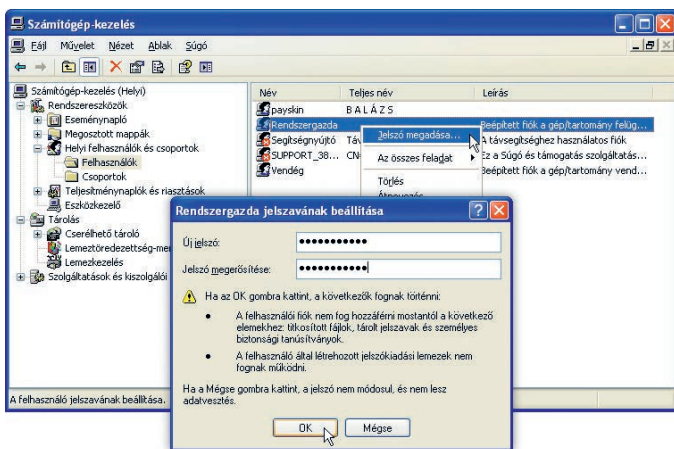 Számítógép-kezelés
Fájl Művelet Nézet Ablak Súgó
Számítógép-kezelés (Helyi)
Rendszereszközök
Eseménynapló
Megosztott mappák
Helyi felhasználók és csoportok
Felhasználók
Csoportok
Teljesítménynaplók és riasztások
Eszközkezelő
Tárolás
Cserélhető tároló
Lemeztöredezettség-me
Lemezkezelés
Szolgáltatások és kiszolgálói
Név Teljes név Leírás
payskin B A L Á Z S
Rendszergazda Beépített fiók a gép/tartomány felüg...
Segítségnyújtó Táv A távsegítséghez használatos fiók
SUPPORT_38... CN= Ez a Súgó és támogatás szolgáltatás...
Vendég Beépített fiók a gép/tartomány vend...
Jelszó megadása...
Az összes feladat
Törlés
Átnevezés
Rendszergazda jelszavának beállítása
Új jelszó:
Jelszó megerősítése:
Ha az OK gombra kattint, a következők fognak történni:
A felhasználói fiók nem fog hozzáférni mostantól a következő
elemekhez: titkosított fájlok, tárolt jelszavak és személyes
biztonsági tanúsítványok.
A felhasználó által létrehozott jelszókiadási lemezek nem
fognak működni.
Ha a Mégse gombra kattint, a jelszó nem módosul, és nem lesz
adatvesztés.
OK Mégse
A felhasználó jelszavának beállítása.